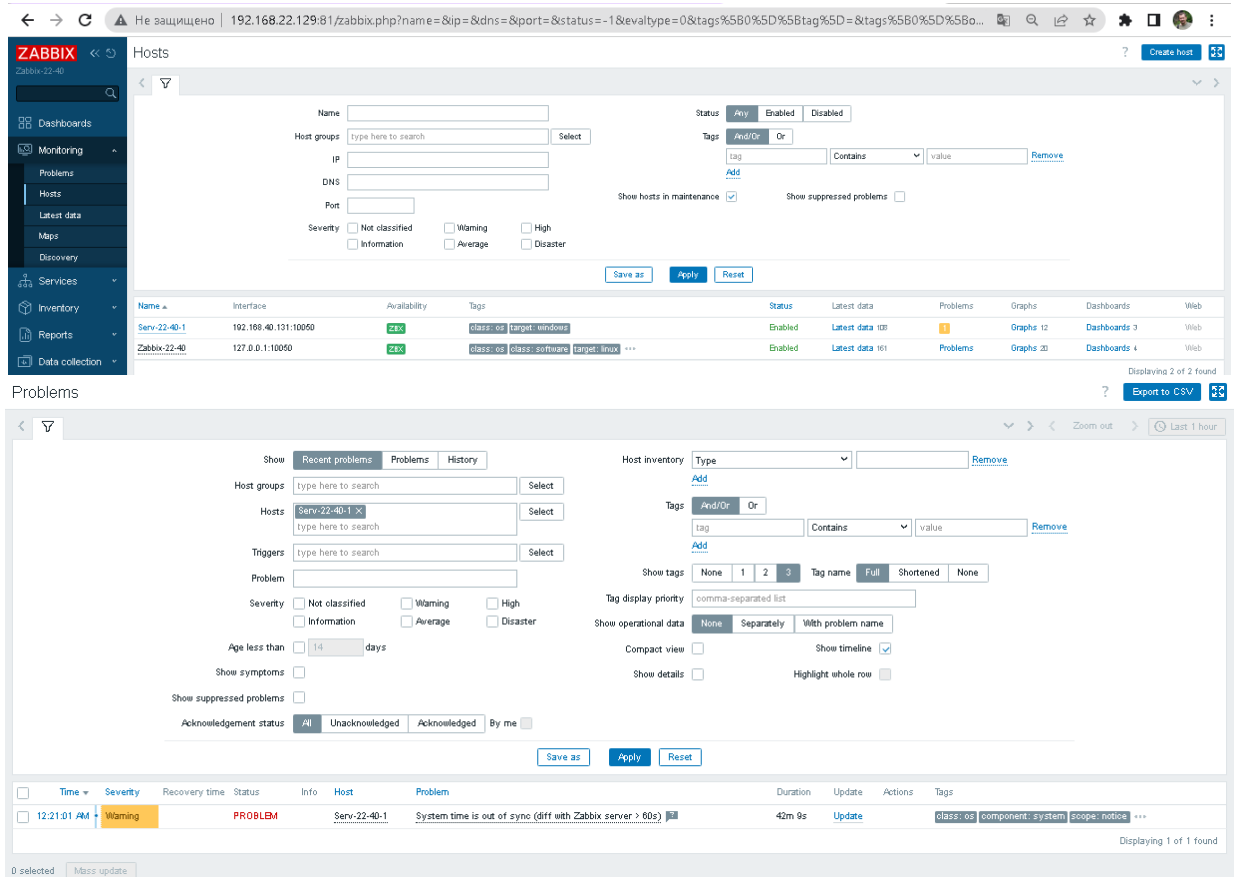 Не защищено | 192.168.22.129:81/zabbix.php?name=&ip=&dns=&port=&status=-1&evaltype=0&tags%5B0%5D%5Btag%5D=&tags%5B0%5D%5Bo...
ZABBIX Hosts ? Create host
Zabbix-22-40
Dashboards
Monitoring
Problems
Hosts
Latest data
Maps
Discovery
Services
Inventory
Reports
Data collection
Name Status Any Enabled Disabled
Host groups type here to search Select Tags And/Or Or
IP tag Contains value Remove
Add
DNS
Port Show hosts in maintenance Show suppressed problems
Severity Not classified Warning High
Information Average Disaster
Save as Apply Reset
Name Interface Availability Tags Status Latest data Problems Graphs Dashboards Web
Serv-22-40-1 192.168.40.131:10050 ZBX class: os target: windows Enabled Latest data 108 1 Graphs 12 Dashboards 3 Web
Zabbix-22-40 127.0.0.1:10050 ZBX class: os class: software target: linux ••• Enabled Latest data 161 Problems Graphs 20 Dashboards 4 Web
Displaying 2 of 2 found
Problems ? Export to CSV
Zoom out Last 1 hour
Show Recent problems Problems History Host inventory Type Remove
Add
Host groups type here to search Select
Hosts Serv-22-40-1 × Select Tags And/Or Or
type here to search tag Contains value Remove
Add
Triggers type here to search Select
Problem Show tags None 1 2 3 Tag name Full Shortened None
Severity Not classified Warning High Tag display priority comma-separated list
Information Average Disaster Show operational data None Separately With problem name
Age less than 14 days Compact view Show timeline
Show symptoms Show details Highlight whole row
Show suppressed problems
Acknowledgement status All Unacknowledged Acknowledged By me
Save as Apply Reset
Time Severity Recovery time Status Info Host Problem Duration Update Actions Tags
12:21:01 AM Warning PROBLEM Serv-22-40-1 System time is out of sync (diff with Zabbix server > 60s) ? 42m 9s Update class: os component: system scope: notice •••
Displaying 1 of 1 found
0 selected Mass update